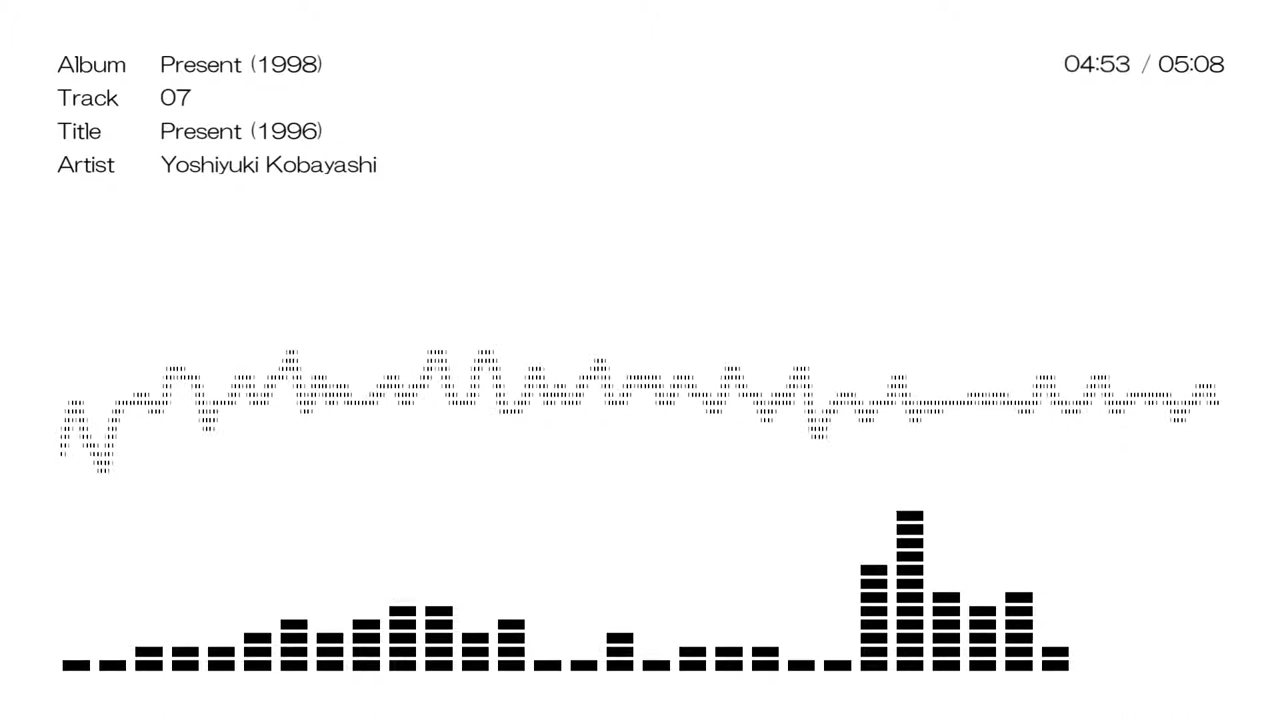 Album Present (1998) 04:53 / 05:08
Track 07
Title Present (1996)
Artist Yoshiyuki Kobayashi